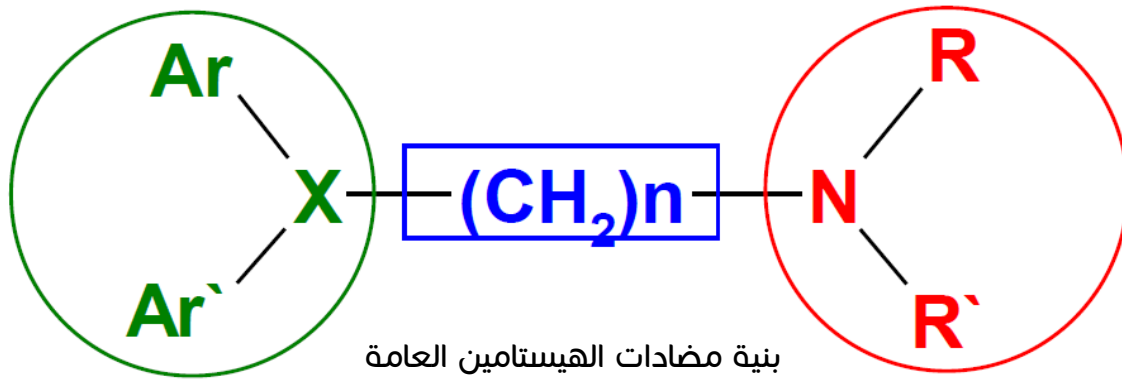 Ar
R
X
(CH₂)n
N
Ar`
R`
بنية مضادات الهيستامين العامة